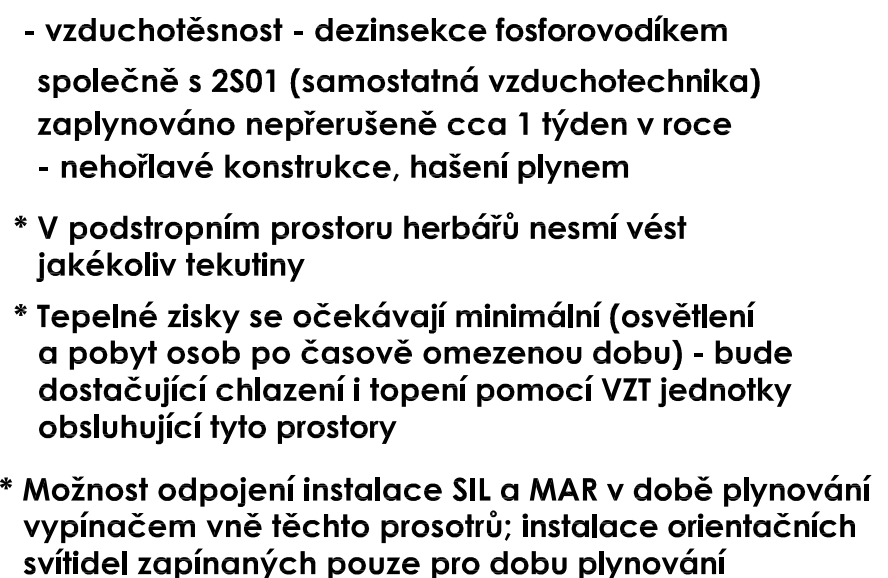 - vzduchotěsnost - dezinsekce fosforovodíkem
společně s 2S01 (samostatná vzduchotechnika)
zaplynováno nepřerušeně cca 1 týden v roce
- nehořlavé konstrukce, hašení plynem
* V podstropním prostoru herbářů nesmí vést
jakékoliv tekutiny
* Tepelné zisky se očekávají minimální (osvětlení
a pobyt osob po časově omezenou dobu) - bude
dostačující chlazení i topení pomocí VZT jednotky
obsluhující tyto prostory
* Možnost odpojení instalace SIL a MAR v době plynování
vypínačem vně těchto prosotrů; instalace orientačních
svítidel zapínaných pouze pro dobu plynování